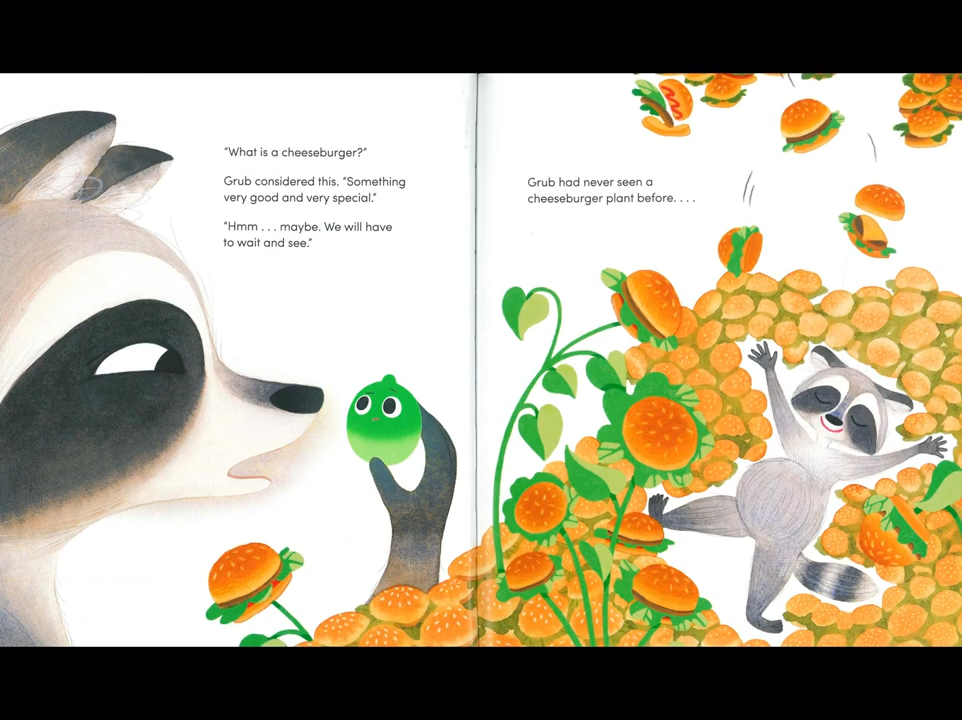 “What is a cheeseburger?”
Grub considered this. “Something
very good and very special.”
“Hmm . . . maybe. We will have
to wait and see.”
Grub had never seen a
cheeseburger plant before. . . .